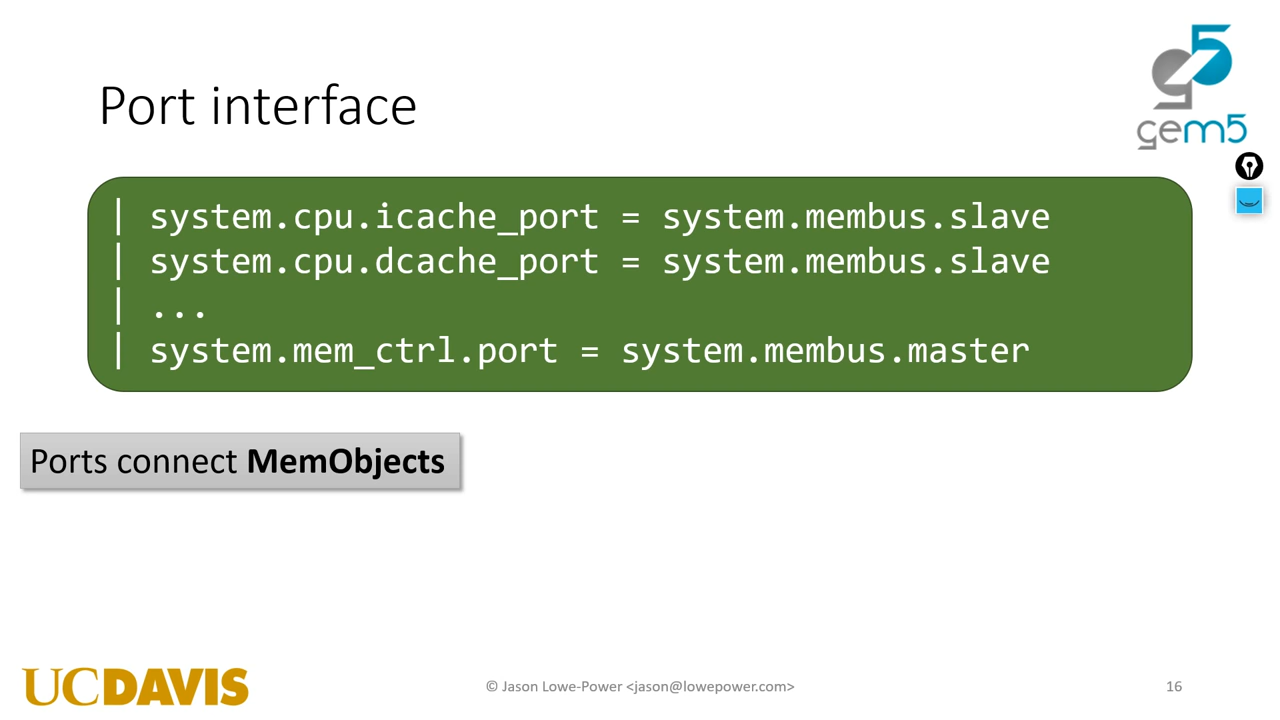 Port interface
gem5
| system.cpu.icache_port = system.membus.slave
| system.cpu.dcache_port = system.membus.slave
| ...
| system.mem_ctrl.port = system.membus.master
Ports connect MemObjects
UCDAVIS
© Jason Lowe-Power <jason@lowepower.com>
16